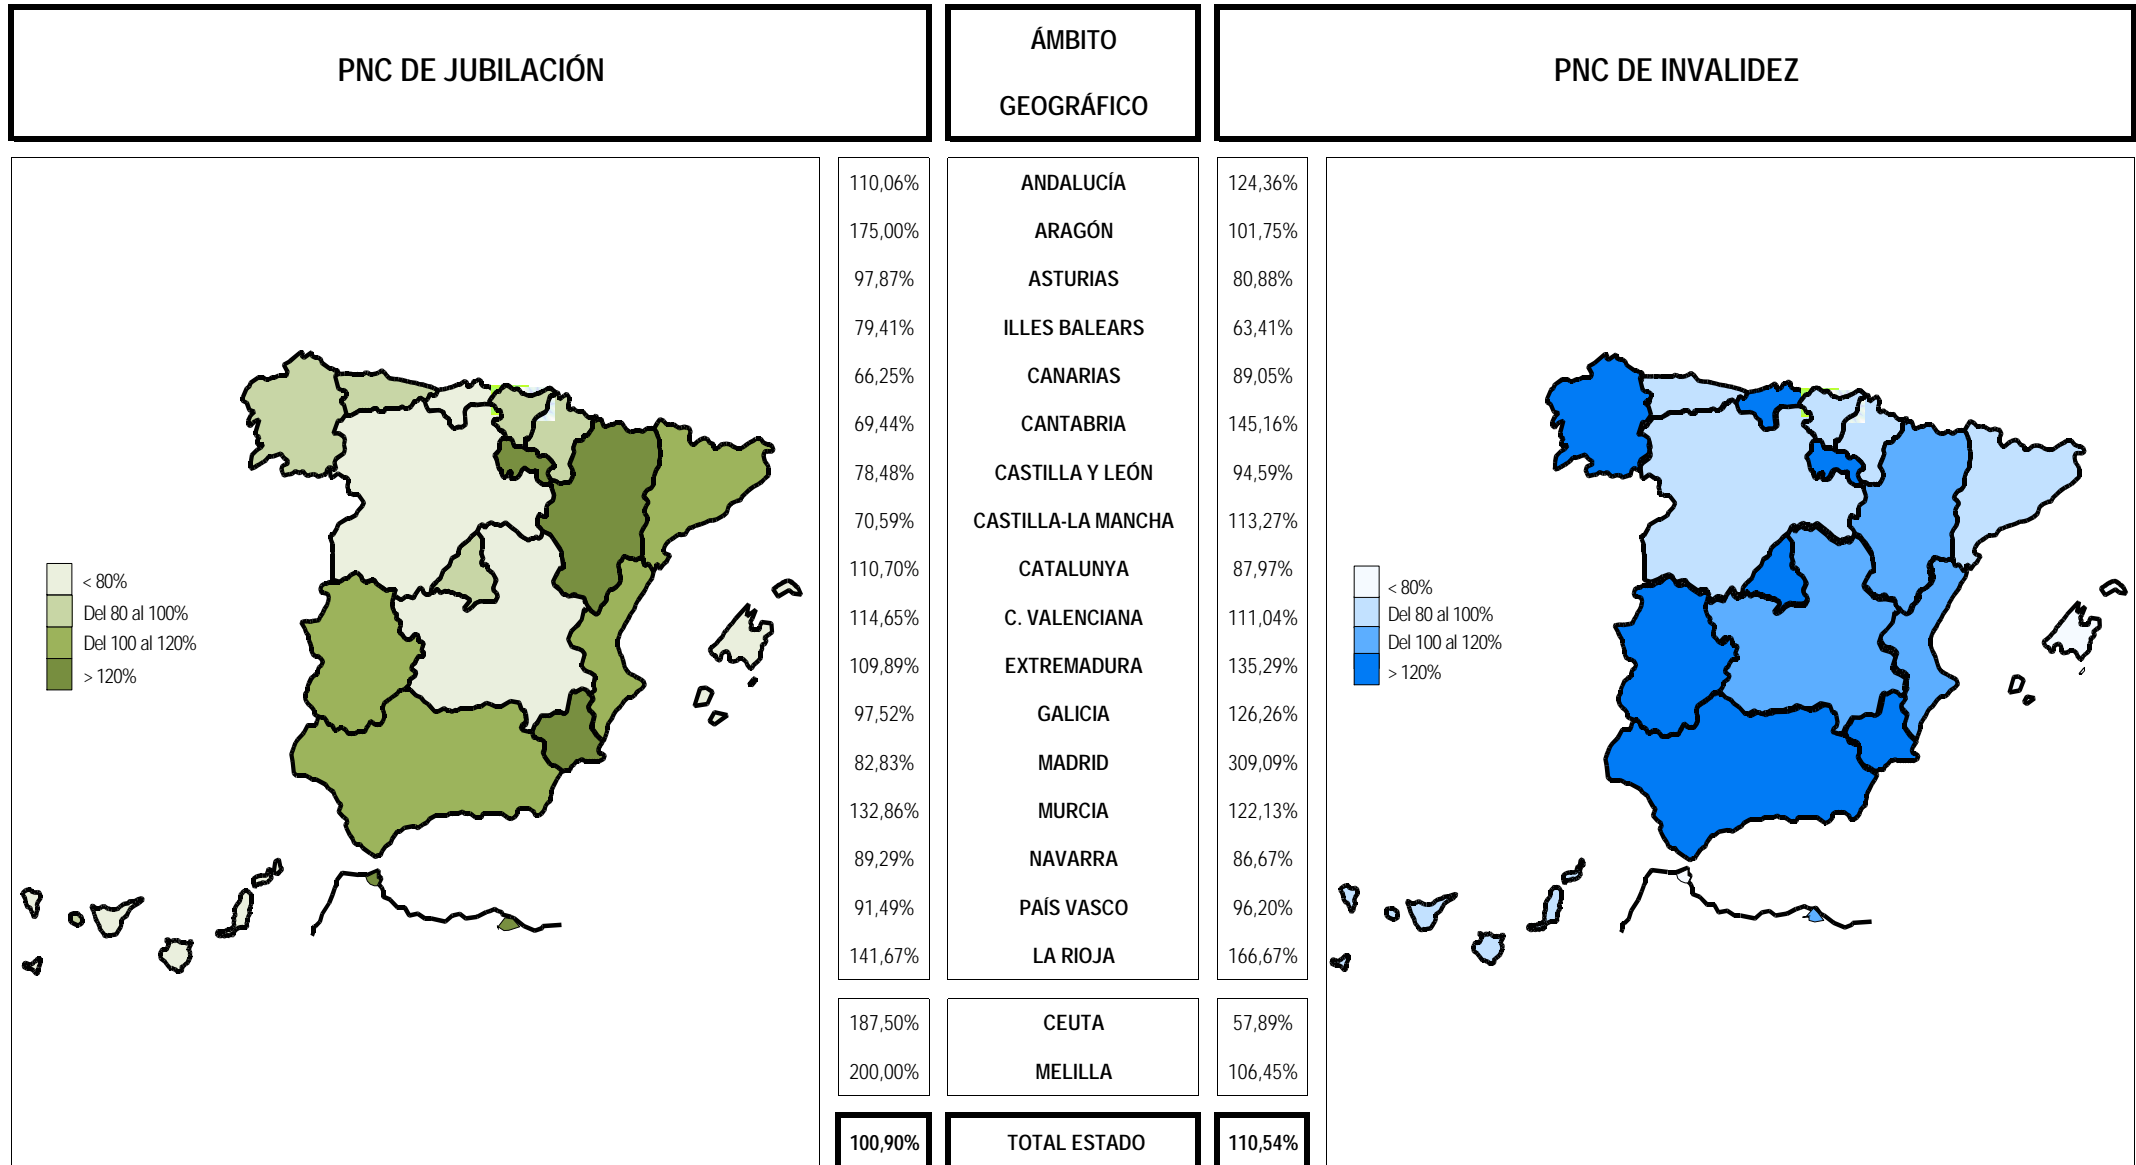 PNC DE JUBILACIÓN
ÁMBITO
GEOGRÁFICO
PNC DE INVALIDEZ
110,06% ANDALUCÍA 124,36%
175,00% ARAGÓN 101,75%
97,87% ASTURIAS 80,88%
79,41% ILLES BALEARS 63,41%
66,25% CANARIAS 89,05%
69,44% CANTABRIA 145,16%
78,48% CASTILLA Y LEÓN 94,59%
70,59% CASTILLA-LA MANCHA 113,27%
110,70% CATALUNYA 87,97%
114,65% C. VALENCIANA 111,04%
109,89% EXTREMADURA 135,29%
97,52% GALICIA 126,26%
82,83% MADRID 309,09%
132,86% MURCIA 122,13%
89,29% NAVARRA 86,67%
91,49% PAÍS VASCO 96,20%
141,67% LA RIOJA 166,67%
187,50% CEUTA 57,89%
200,00% MELILLA 106,45%
100,90% TOTAL ESTADO 110,54%
< 80%
Del 80 al 100%
Del 100 al 120%
> 120%
< 80%
Del 80 al 100%
Del 100 al 120%
> 120%